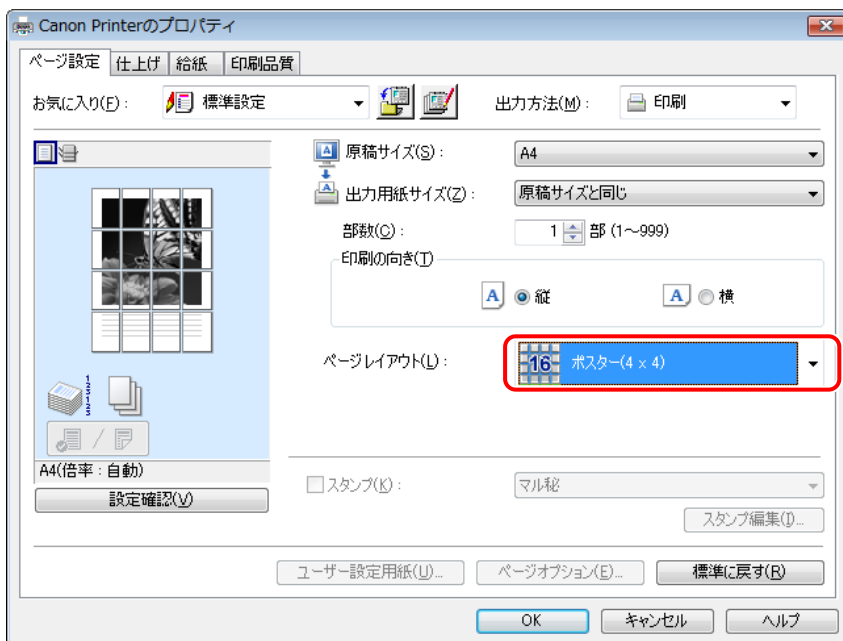 Canon Printerのプロパティ
ページ設定 仕上げ 給紙 印刷品質
お気に入り(F): 標準設定 出力方法(M): 印刷
原稿サイズ(S): A4
出力用紙サイズ(Z): 原稿サイズと同じ
部数(C): 1 部 (1～999)
印刷の向き(T)
A 縦 A 横
ページレイアウト(L): 16 ポスター(4 x 4)
1 2 3 1 2 3
A4(倍率:自動)
設定確認(V)
スタンプ(K): マル秘
スタンプ編集(I)...
ユーザー設定用紙(U)... ページオプション(E)... 標準に戻す(R)
OK キャンセル ヘルプ